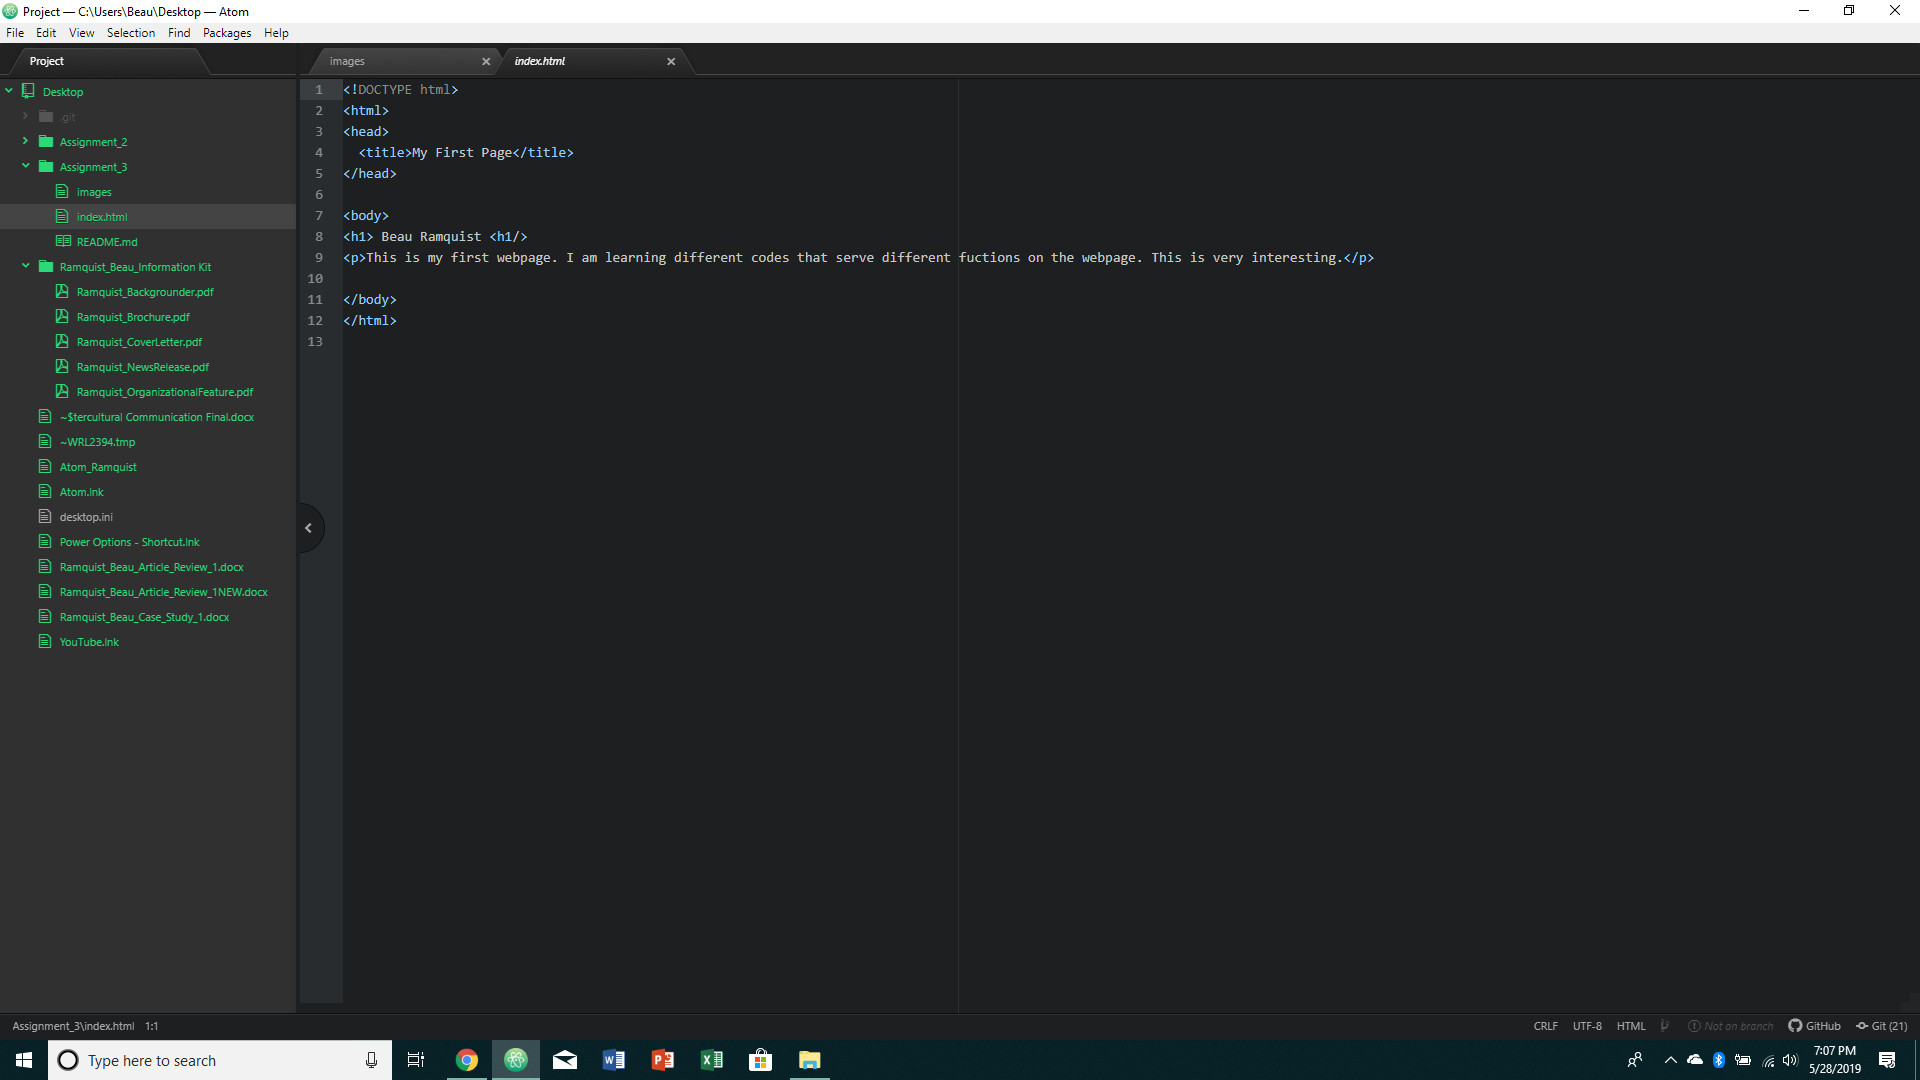 Project — C:\Users\Beau\Desktop — Atom
File Edit View Selection Find Packages Help
Project
images
index.html
Desktop
.git
Assignment_2
Assignment_3
images
index.html
README.md
Ramquist_Beau_Information Kit
Ramquist_Backgrounder.pdf
Ramquist_Brochure.pdf
Ramquist_CoverLetter.pdf
Ramquist_NewsRelease.pdf
Ramquist_OrganizationalFeature.pdf
~$tercultural Communication Final.docx
~WRL2394.tmp
Atom_Ramquist
Atom.lnk
desktop.ini
Power Options - Shortcut.lnk
Ramquist_Beau_Article_Review_1.docx
Ramquist_Beau_Article_Review_1NEW.docx
Ramquist_Beau_Case_Study_1.docx
YouTube.lnk
1 <!DOCTYPE html>
2 <html>
3 <head>
4 <title>My First Page</title>
5 </head>
6
7 <body>
8 <h1> Beau Ramquist <h1/>
9 <p>This is my first webpage. I am learning different codes that serve different fuctions on the webpage. This is very interesting.</p>
10
11 </body>
12 </html>
13
Assignment_3\index.html 1:1
CRLF UTF-8 HTML Not on branch GitHub Git (21)
Type here to search
7:07 PM
5/28/2019